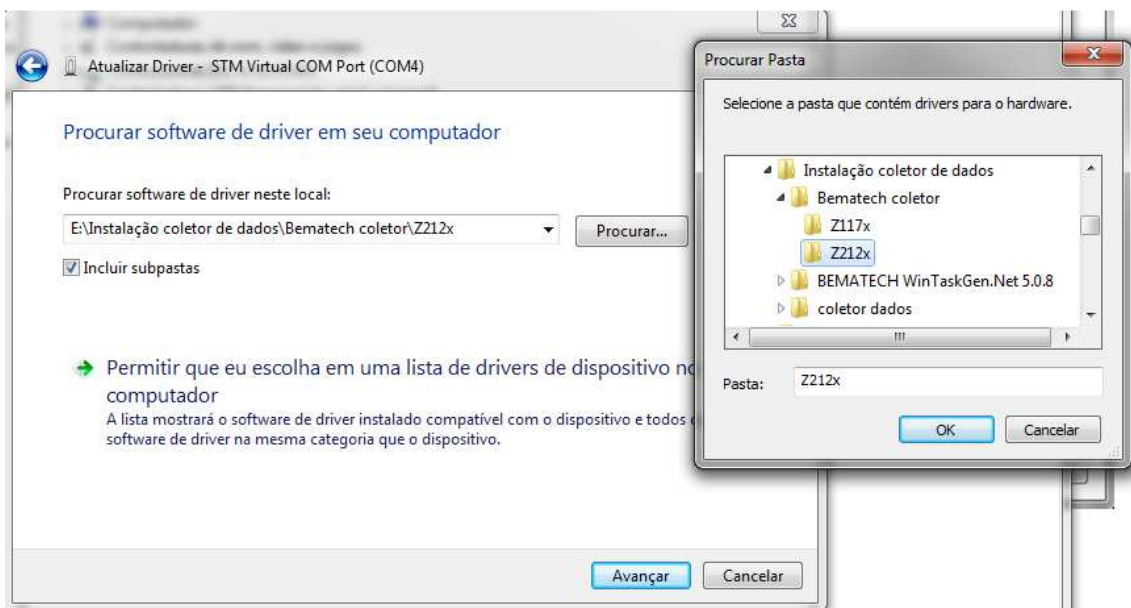 Computador
Atualizar Driver - STM Virtual COM Port (COM4)
Procurar software de driver em seu computador
Procurar software de driver neste local:
E:\Instalação coletor de dados\Bematech coletor\Z212x
Procurar...
Incluir subpastas
Permitir que eu escolha em uma lista de drivers de dispositivo no
computador
A lista mostrará o software de driver instalado compatível com o dispositivo e todos
software de driver na mesma categoria que o dispositivo.
Avançar
Cancelar
Procurar Pasta
Selecione a pasta que contém drivers para o hardware.
Instalação coletor de dados
Bematech coletor
Z117x
Z212x
BEMATECH WinTaskGen.Net 5.0.8
coletor dados
Pasta:
Z212x
OK
Cancelar